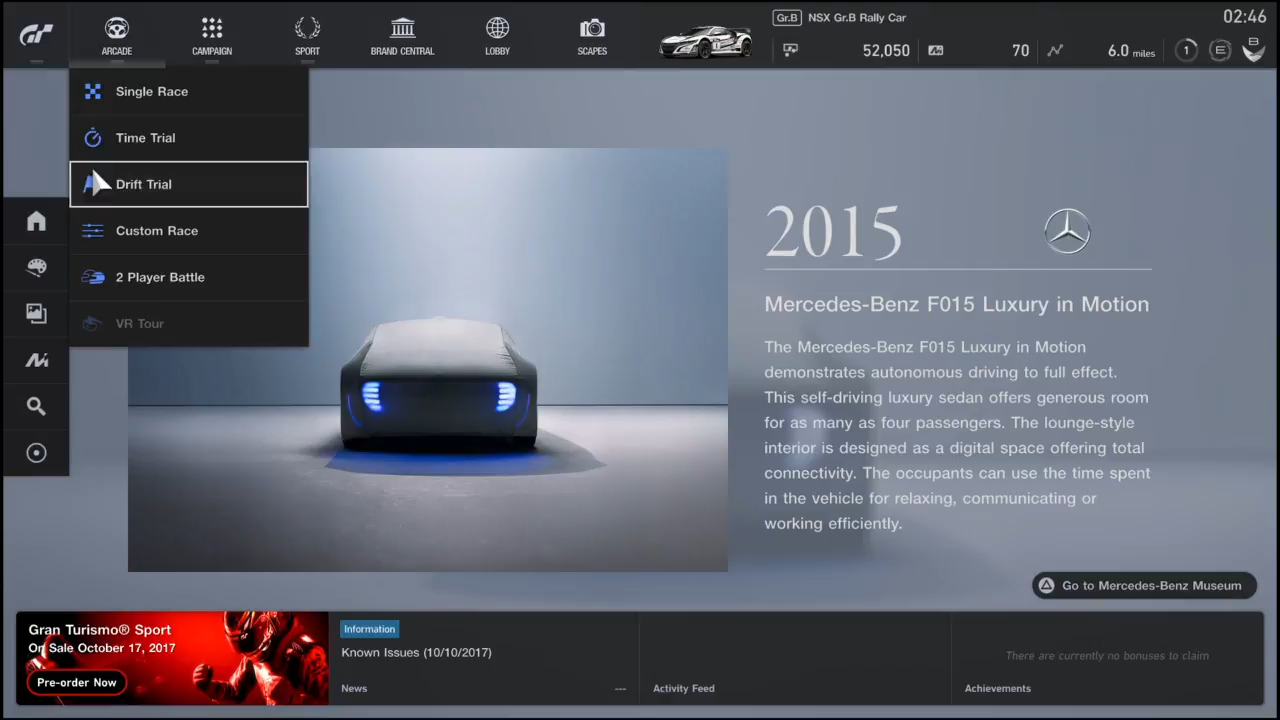 GT
ARCADE
CAMPAIGN
SPORT
BRAND CENTRAL
LOBBY
SCAPES
Gr.B NSX Gr.B Rally Car
52,050
70
6.0 miles
02:46
1
E
B
Single Race
Time Trial
Drift Trial
Custom Race
2 Player Battle
VR Tour
2015
Mercedes-Benz F015 Luxury in Motion
The Mercedes-Benz F015 Luxury in Motion
demonstrates autonomous driving to full effect.
This self-driving luxury sedan offers generous room
for as many as four passengers. The lounge-style
interior is designed as a digital space offering total
connectivity. The occupants can use the time spent
in the vehicle for relaxing, communicating or
working efficiently.
Go to Mercedes-Benz Museum
Gran Turismo® Sport
On Sale October 17, 2017
Pre-order Now
Information
Known Issues (10/10/2017)
News ---
Activity Feed
There are currently no bonuses to claim
Achievements